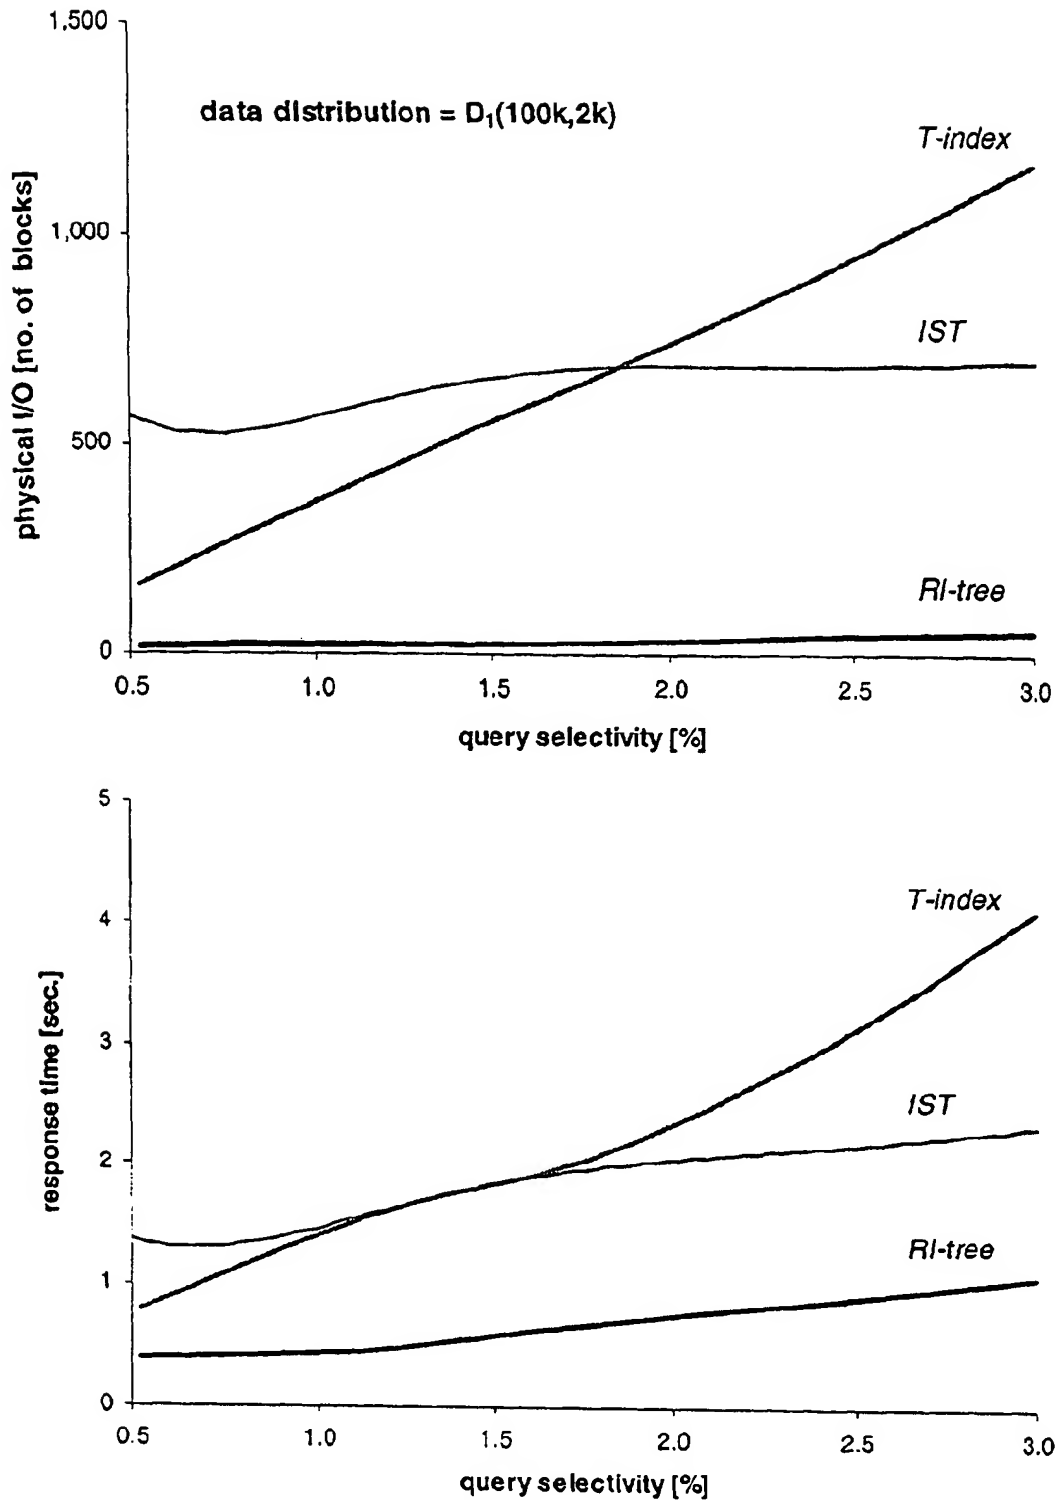 1,500
data distribution = D1(100k,2k)
T-index
1,000
physical I/O [no. of blocks]
IST
500
RI-tree
0
0.5 1.0 1.5 2.0 2.5 3.0
query selectivity [%]
5
T-index
4
response time [sec.]
3
IST
2
RI-tree
1
0
0.5 1.0 1.5 2.0 2.5 3.0
query selectivity [%]